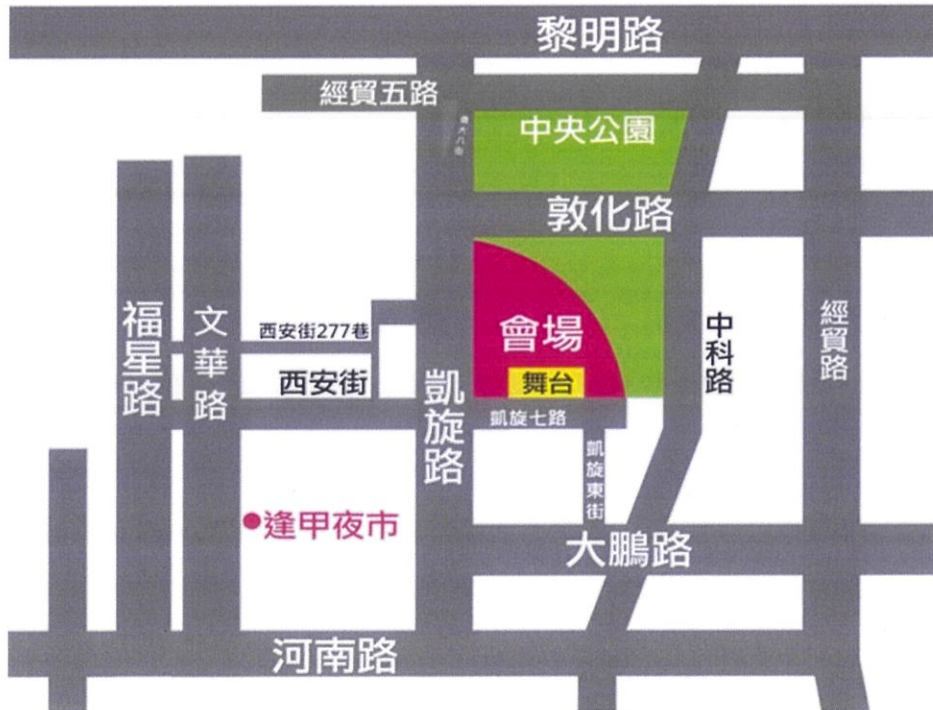 黎明路
經貿五路
中央公園
敦化路
福星路
文華路
西安街277巷
西安街
會場
舞台
凱旋路
凱旋七路
中科路
經貿路
凱旋東街
逢甲夜市
大鵬路
河南路